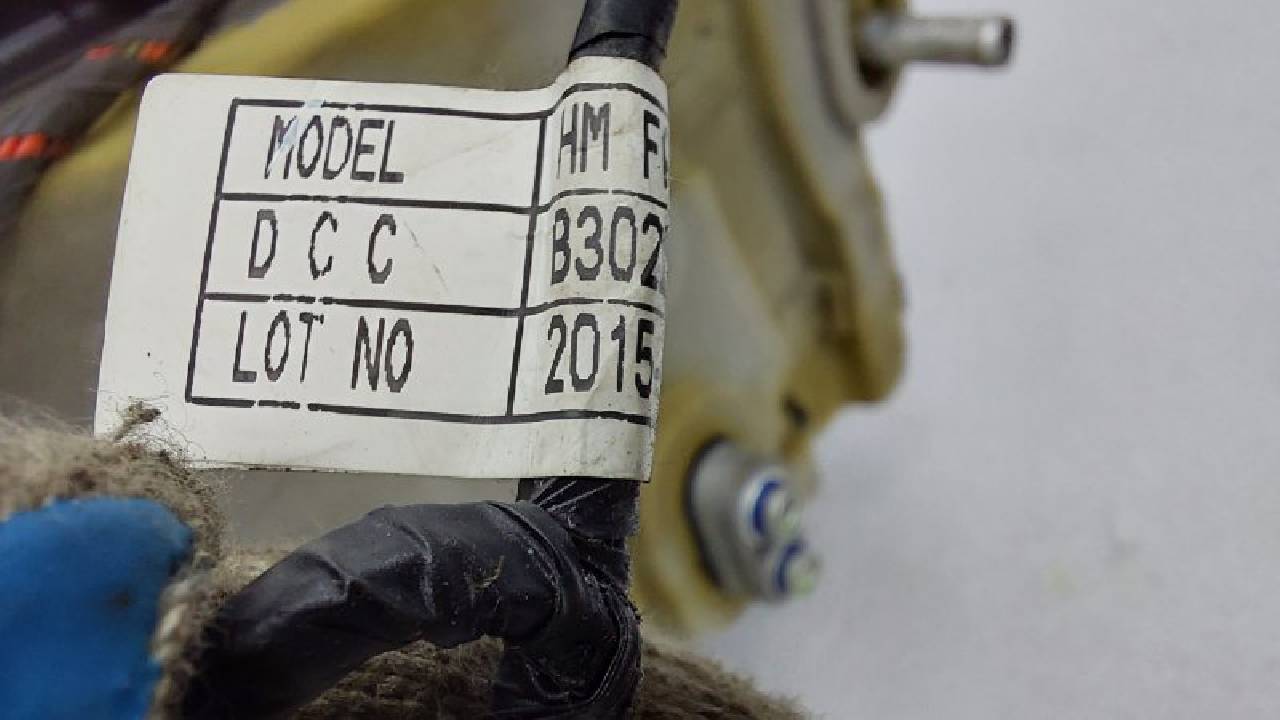 MODEL HM
D C C B302
LOT NO 2015